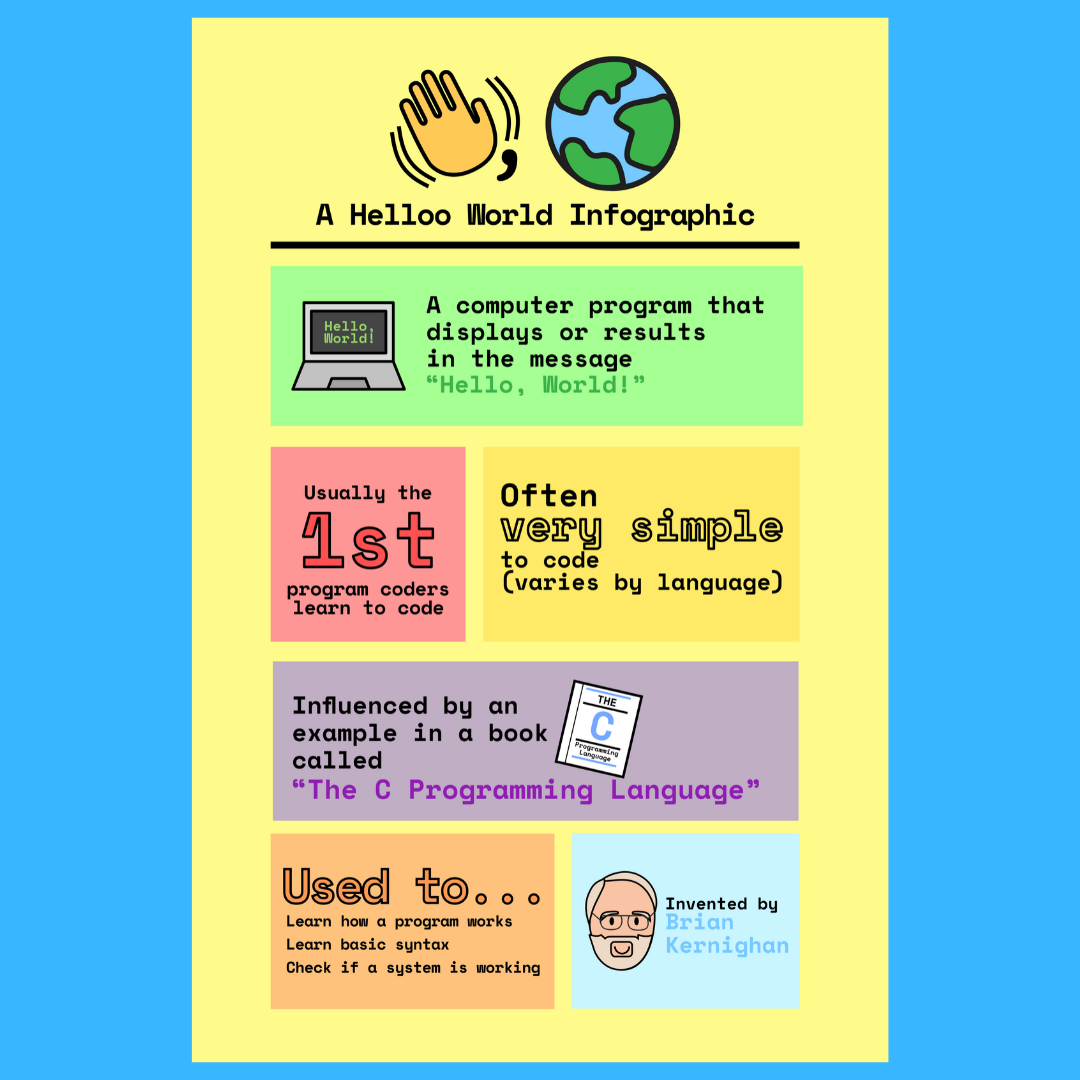 A Helloo World Infographic
Hello,
World!
A computer program that
displays or results
in the message
“Hello, World!”
Usually the
1st
program coders
learn to code
Often
very simple
to code
(varies by language)
Influenced by an
example in a book
called
“The C Programming Language”
THE
C
Programming
Language
Used to...
Learn how a program works
Learn basic syntax
Check if a system is working
Invented by
Brian
Kernighan